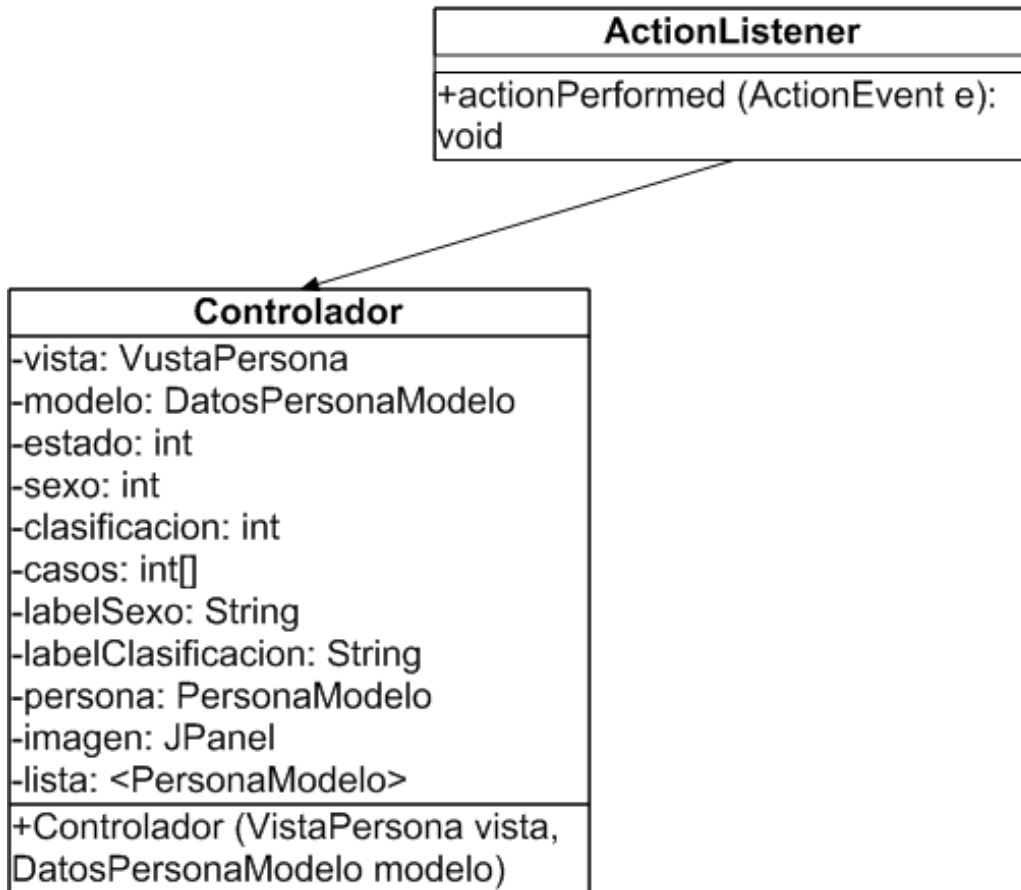 ActionListener
+actionPerformed (ActionEvent e):
void
Controlador
-vista: VustaPersona
-modelo: DatosPersonaModelo
-estado: int
-sexo: int
-clasificacion: int
-casos: int[]
-labelSexo: String
-labelClasificacion: String
-persona: PersonaModelo
-imagen: JPanel
-lista: <PersonaModelo>
+Controlador (VistaPersona vista,
DatosPersonaModelo modelo)